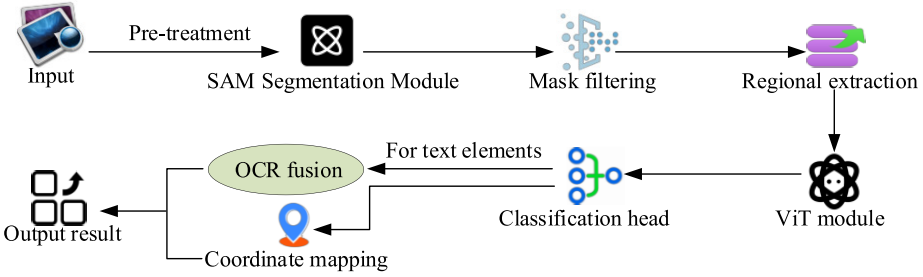 Pre-treatment
Input
SAM Segmentation Module
Mask filtering
Regional extraction
For text elements
OCR fusion
Output result
Coordinate mapping
Classification head
ViT module